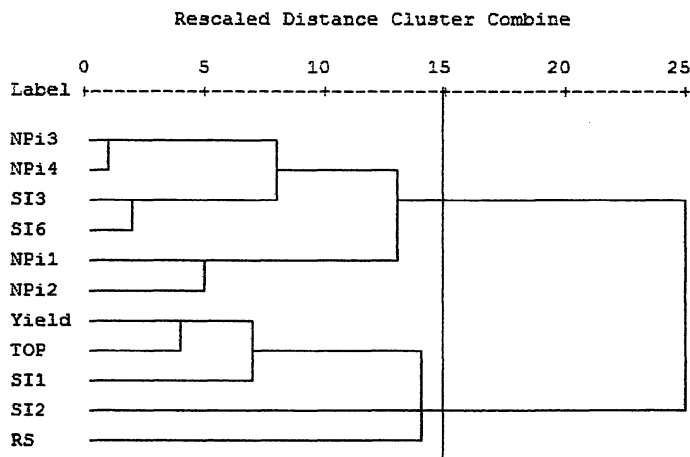 Rescaled Distance Cluster Combine
0 5 10 15 20 25
Label +---------+---------+---------+---------+---------+
NPi3
NPi4
SI3
SI6
NPi1
NPi2
Yield
TOP
SI1
SI2
RS